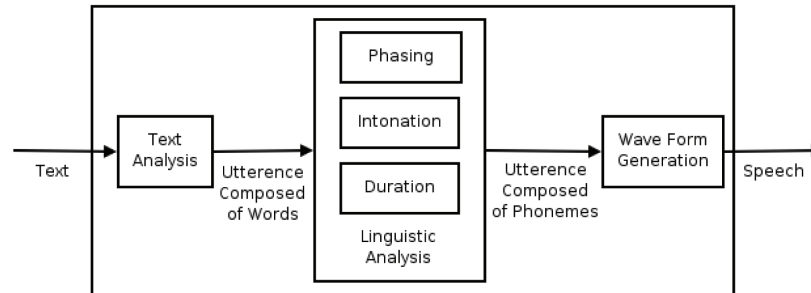 Text
Text
Analysis
Utterence
Composed
of Words
Phasing
Intonation
Duration
Linguistic
Analysis
Utterence
Composed
of Phonemes
Wave Form
Generation
Speech